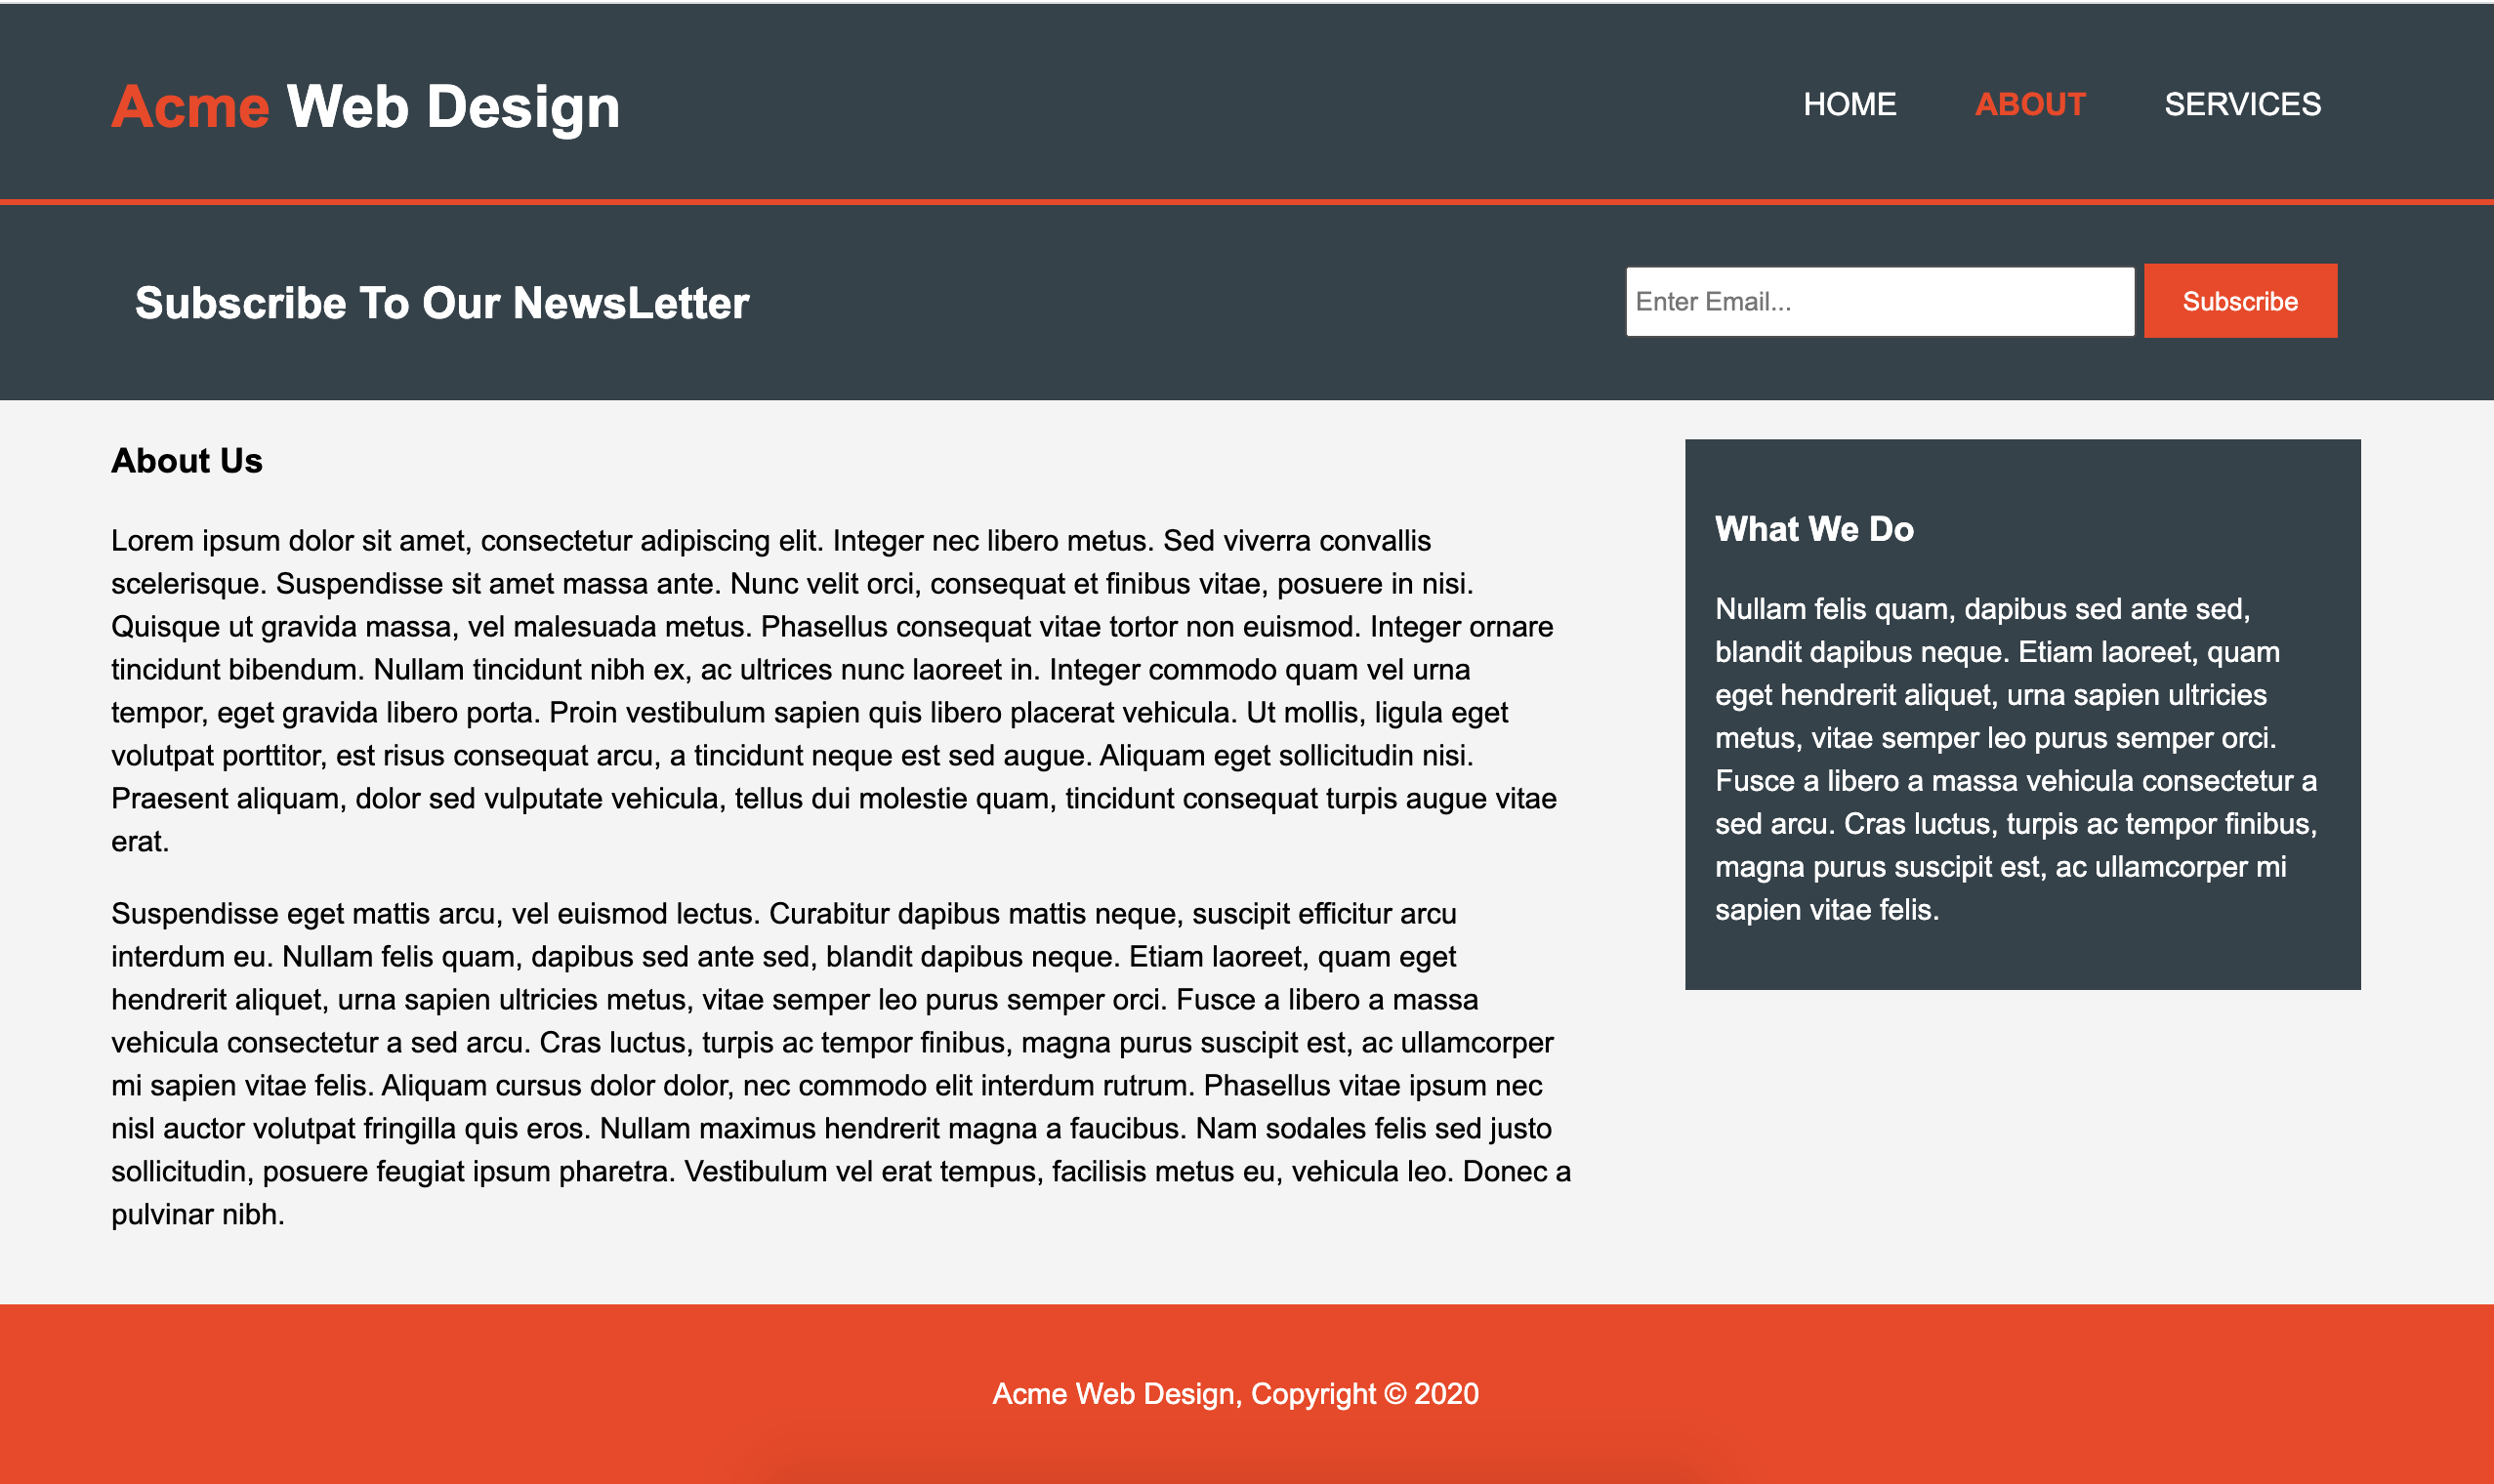 Acme Web Design
HOME ABOUT SERVICES
Subscribe To Our NewsLetter
Enter Email...
Subscribe
About Us
Lorem ipsum dolor sit amet, consectetur adipiscing elit. Integer nec libero metus. Sed viverra convallis
scelerisque. Suspendisse sit amet massa ante. Nunc velit orci, consequat et finibus vitae, posuere in nisi.
Quisque ut gravida massa, vel malesuada metus. Phasellus consequat vitae tortor non euismod. Integer ornare
tincidunt bibendum. Nullam tincidunt nibh ex, ac ultrices nunc laoreet in. Integer commodo quam vel urna
tempor, eget gravida libero porta. Proin vestibulum sapien quis libero placerat vehicula. Ut mollis, ligula eget
volutpat porttitor, est risus consequat arcu, a tincidunt neque est sed augue. Aliquam eget sollicitudin nisi.
Praesent aliquam, dolor sed vulputate vehicula, tellus dui molestie quam, tincidunt consequat turpis augue vitae
erat.
Suspendisse eget mattis arcu, vel euismod lectus. Curabitur dapibus mattis neque, suscipit efficitur arcu
interdum eu. Nullam felis quam, dapibus sed ante sed, blandit dapibus neque. Etiam laoreet, quam eget
hendrerit aliquet, urna sapien ultricies metus, vitae semper leo purus semper orci. Fusce a libero a massa
vehicula consectetur a sed arcu. Cras luctus, turpis ac tempor finibus, magna purus suscipit est, ac ullamcorper
mi sapien vitae felis. Aliquam cursus dolor dolor, nec commodo elit interdum rutrum. Phasellus vitae ipsum nec
nisl auctor volutpat fringilla quis eros. Nullam maximus hendrerit magna a faucibus. Nam sodales felis sed justo
sollicitudin, posuere feugiat ipsum pharetra. Vestibulum vel erat tempus, facilisis metus eu, vehicula leo. Donec a
pulvinar nibh.
What We Do
Nullam felis quam, dapibus sed ante sed,
blandit dapibus neque. Etiam laoreet, quam
eget hendrerit aliquet, urna sapien ultricies
metus, vitae semper leo purus semper orci.
Fusce a libero a massa vehicula consectetur a
sed arcu. Cras luctus, turpis ac tempor finibus,
magna purus suscipit est, ac ullamcorper mi
sapien vitae felis.
Acme Web Design, Copyright © 2020